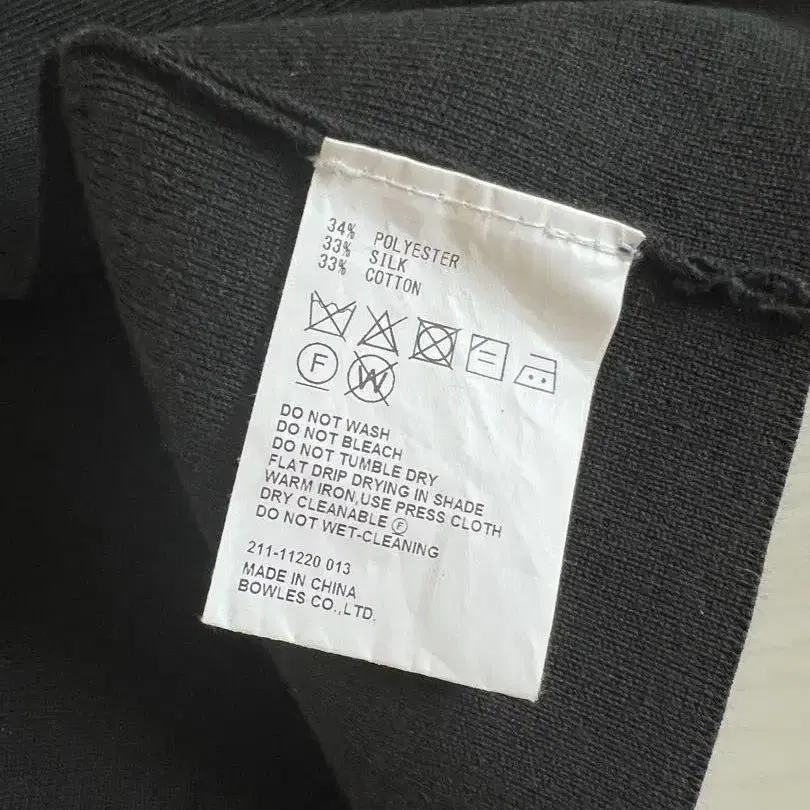 34% POLYESTER
33% SILK
33% COTTON
F W
DO NOT WASH
DO NOT BLEACH
DO NOT TUMBLE DRY
FLAT DRIP DRYING IN SHADE
WARM IRON,USE PRESS CLOTH
DRY CLEANABLE Ⓕ
DO NOT WET-CLEANING
211-11220 013
MADE IN CHINA
BOWLES CO.,LTD.